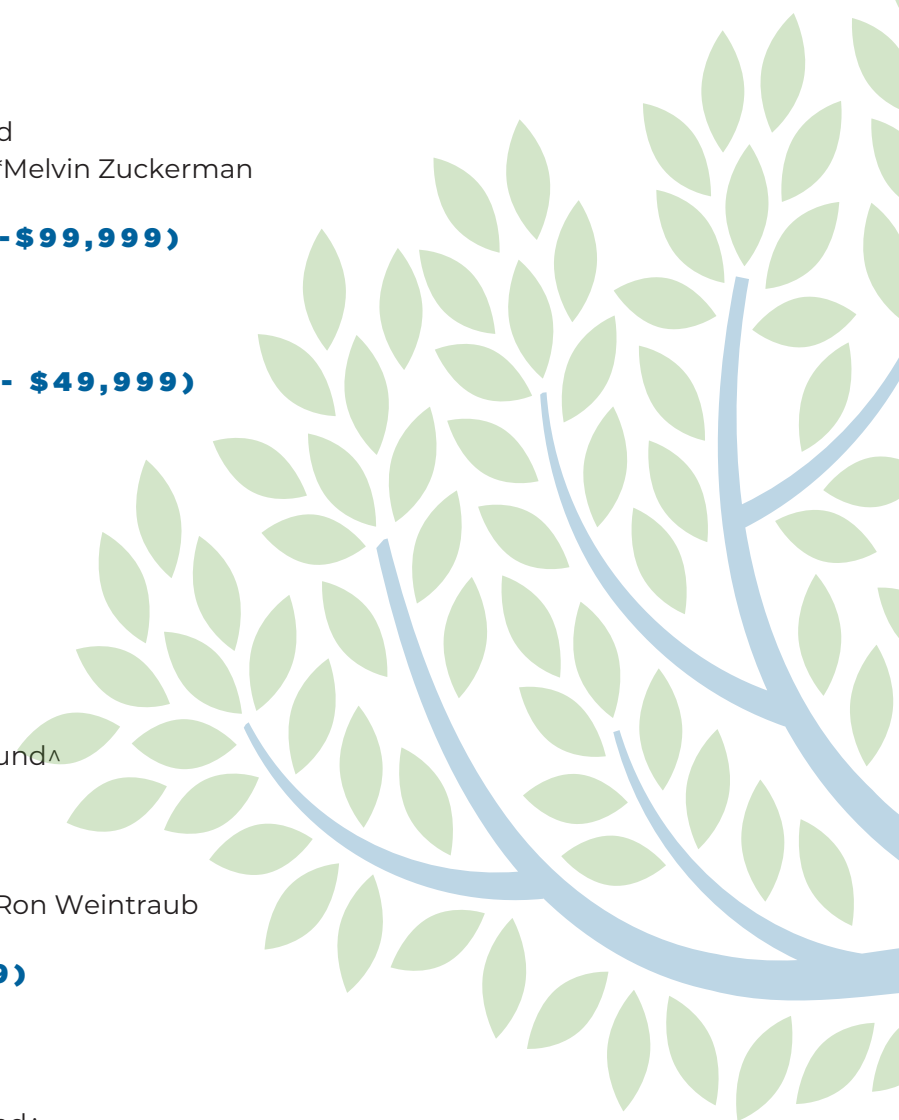 d
*Melvin Zuckerman
-$99,999)
- $49,999)
und^
Ron Weintraub
9)